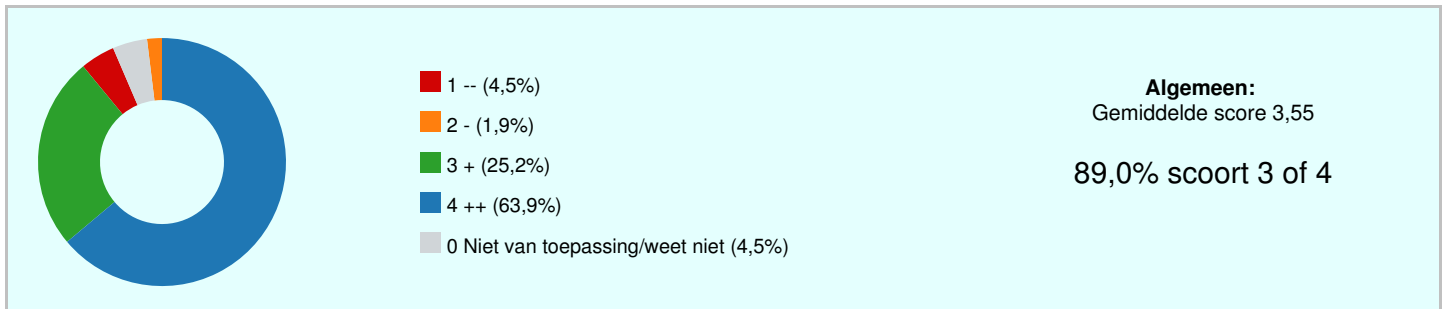 1 -- (4,5%)
2 - (1,9%)
3 + (25,2%)
4 ++ (63,9%)
0 Niet van toepassing/weet niet (4,5%)
Algemeen:
Gemiddelde score 3,55
89,0% scoort 3 of 4